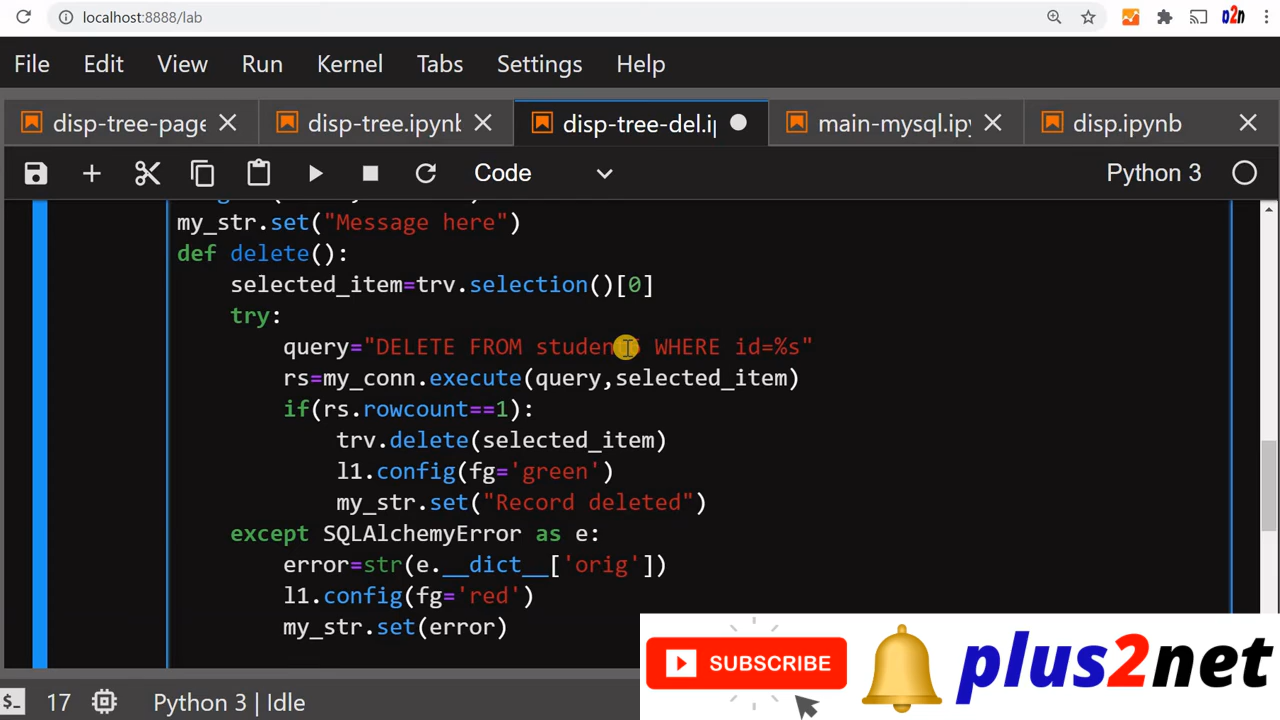 localhost:8888/lab
p2n
File Edit View Run Kernel Tabs Settings Help
disp-tree-page disp-tree.ipynb disp-tree-del.i main-mysql.ipy disp.ipynb
Code Python 3
my_str.set("Message here")
def delete():
selected_item=trv.selection()[0]
try:
query="DELETE FROM student WHERE id=%s"
rs=my_conn.execute(query,selected_item)
if(rs.rowcount==1):
trv.delete(selected_item)
l1.config(fg='green')
my_str.set("Record deleted")
except SQLAlchemyError as e:
error=str(e.__dict__['orig'])
l1.config(fg='red')
my_str.set(error)
SUBSCRIBE
plus2net
$_ 17 Python 3 | Idle